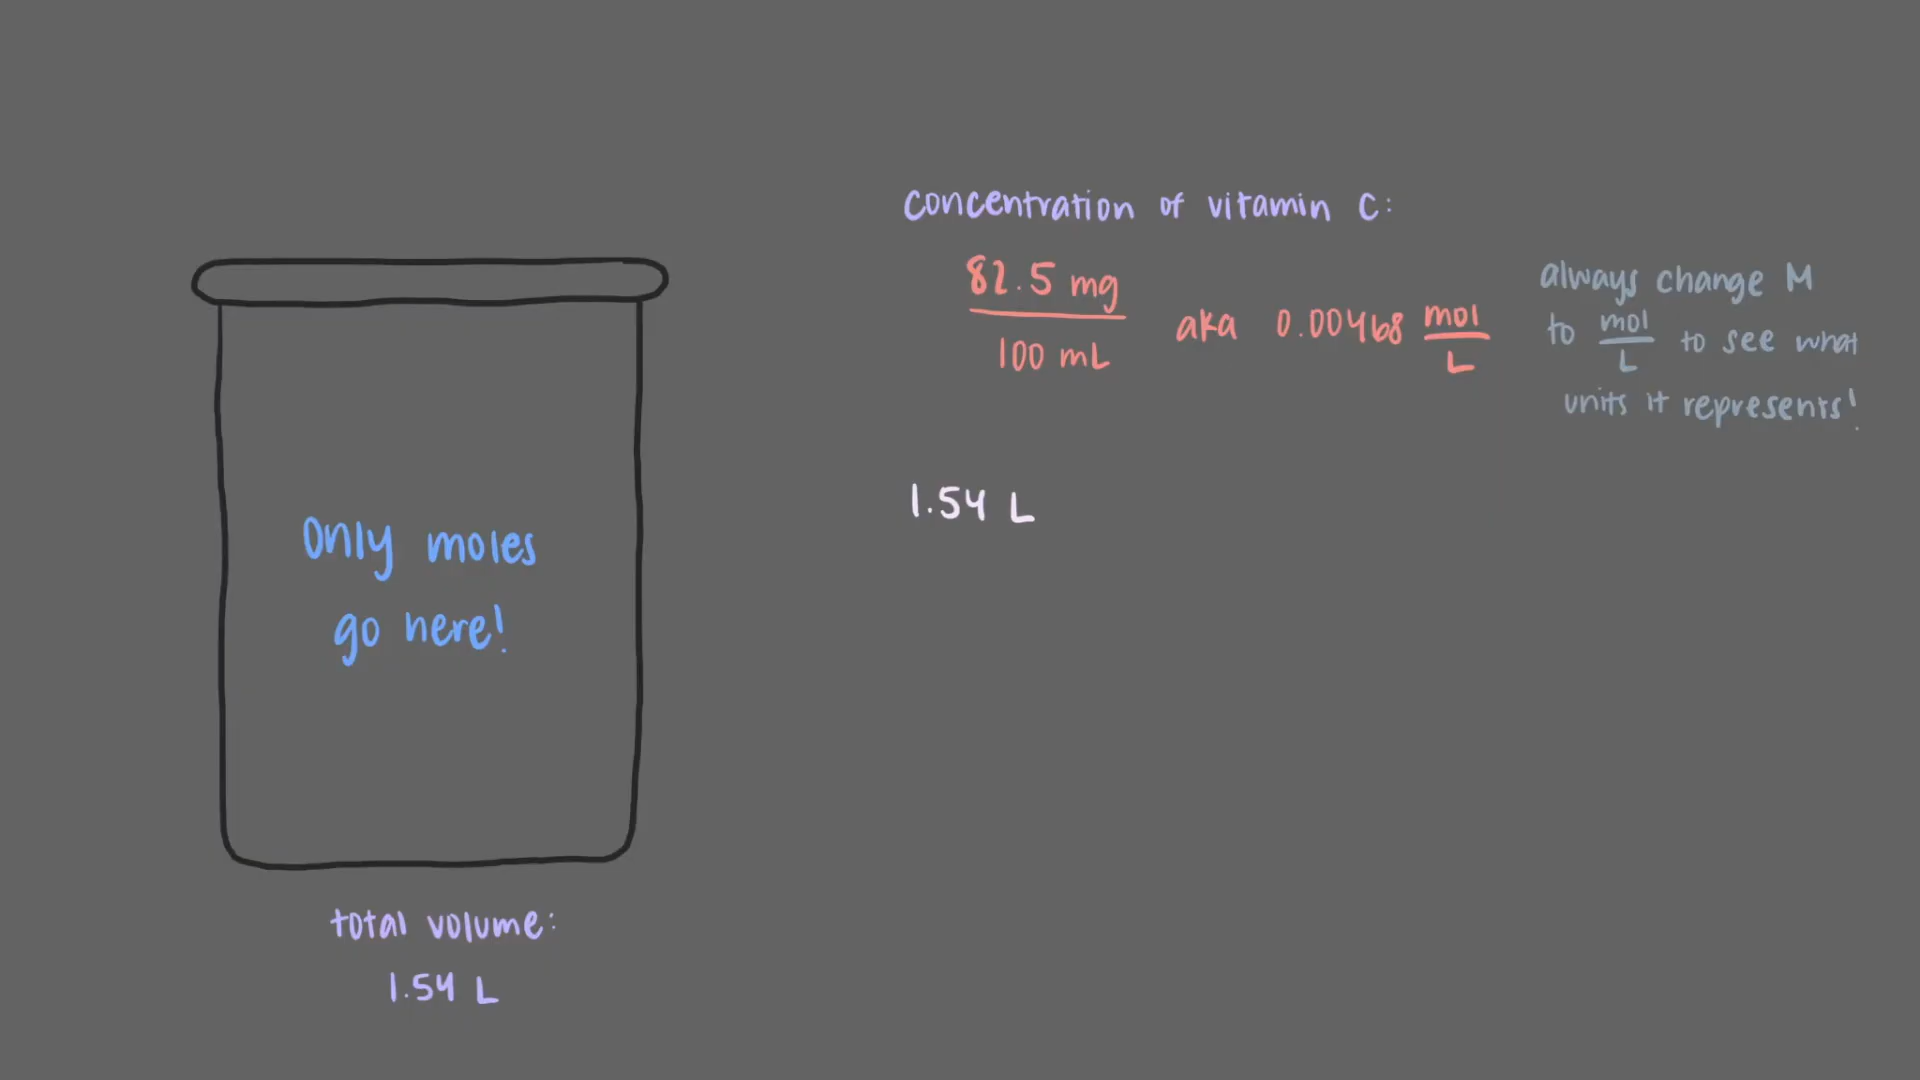 concentration of vitamin C:
82.5 mg
100 mL
aka 0.00468 mol
L
always change M
to mol
L
to see what
units it represents!
1.54 L
Only moles
go here!
total volume:
1.54 L